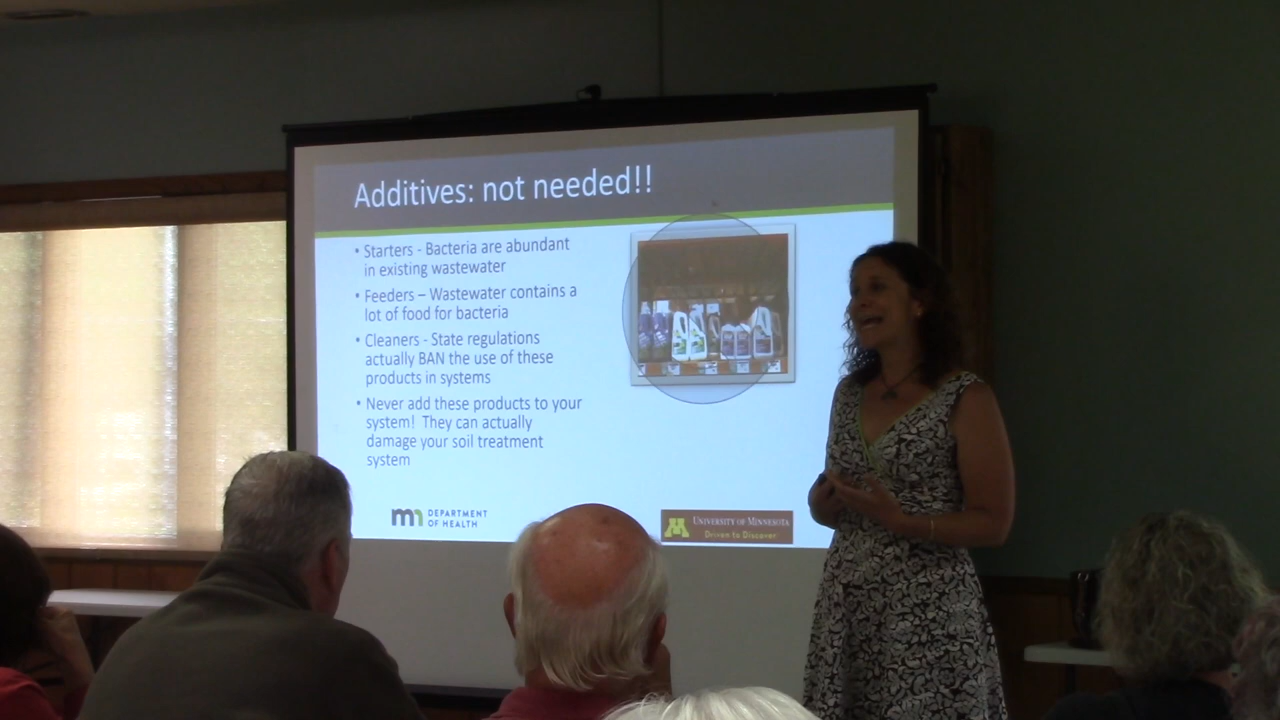 Additives: not needed!!
• Starters - Bacteria are abundant
in existing wastewater
• Feeders – Wastewater contains a
lot of food for bacteria
• Cleaners - State regulations
actually BAN the use of these
products in systems
• Never add these products to your
system! They can actually
damage your soil treatment
system
mn DEPARTMENT
OF HEALTH
M UNIVERSITY OF MINNESOTA
Driven to Discover